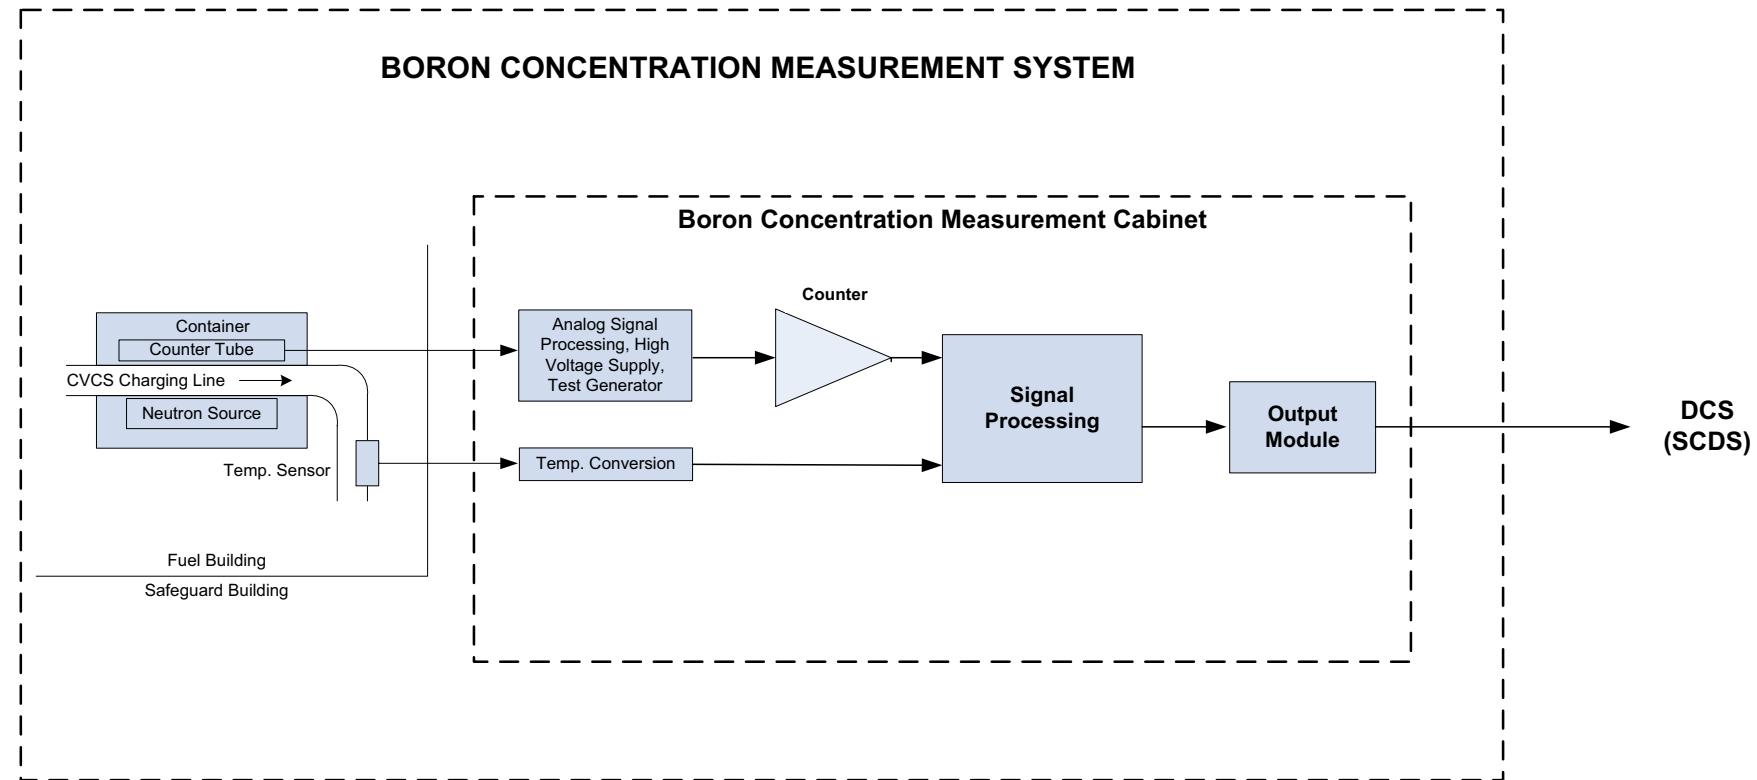 BORON CONCENTRATION MEASUREMENT SYSTEM
Boron Concentration Measurement Cabinet
Counter
Container
Counter Tube
CVCS Charging Line
Neutron Source
Temp. Sensor
Analog Signal
Processing, High
Voltage Supply,
Test Generator
Temp. Conversion
Signal
Processing
Output
Module
DCS
(SCDS)
Fuel Building
Safeguard Building